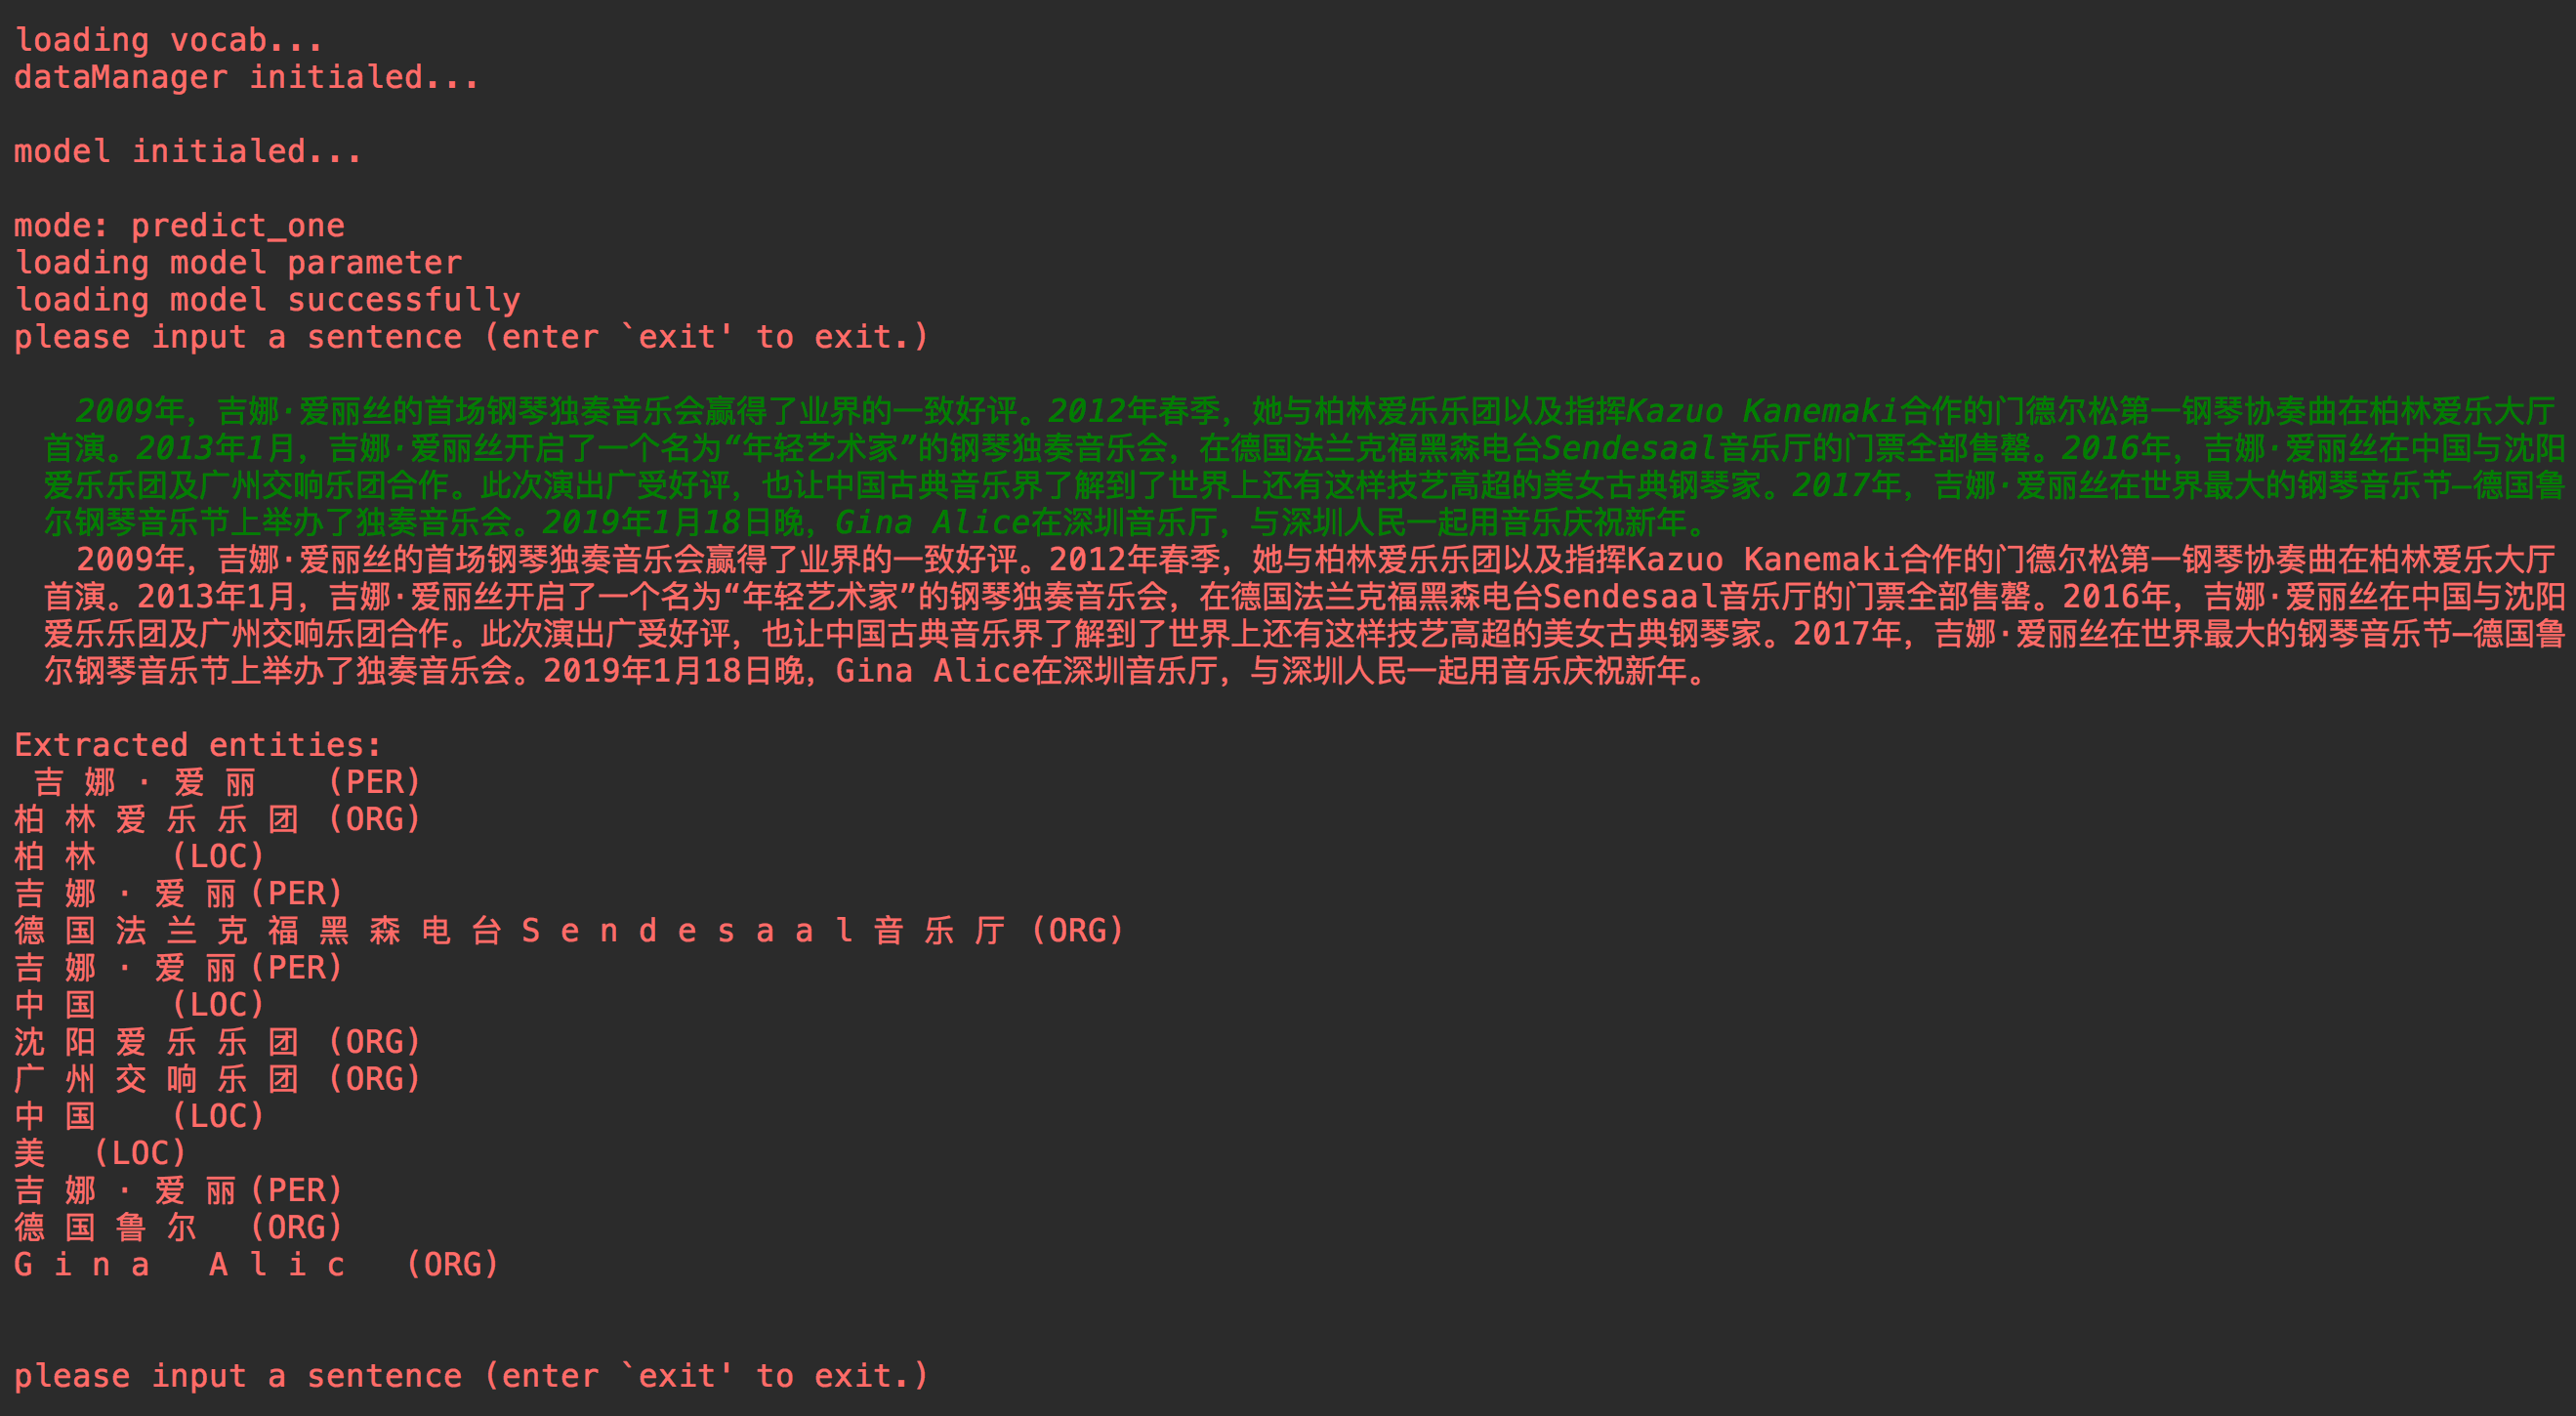 loading vocab...
dataManager initialed...
model initialed...
mode: predict_one
loading model parameter
loading model successfully
please input a sentence (enter `exit' to exit.)
2009年，吉娜·爱丽丝的首场钢琴独奏音乐会赢得了业界的一致好评。2012年春季，她与柏林爱乐乐团以及指挥Kazuo Kanemaki合作的门德尔松第一钢琴协奏曲在柏林爱乐大厅
首演。2013年1月，吉娜·爱丽丝开启了一个名为“年轻艺术家”的钢琴独奏音乐会，在德国法兰克福黑森电台Sendesaal音乐厅的门票全部售罄。2016年，吉娜·爱丽丝在中国与沈阳
爱乐乐团及广州交响乐团合作。此次演出广受好评，也让中国古典音乐界了解到了世界上还有这样技艺高超的美女古典钢琴家。2017年，吉娜·爱丽丝在世界最大的钢琴音乐节—德国鲁
尔钢琴音乐节上举办了独奏音乐会。2019年1月18日晚，Gina Alice在深圳音乐厅，与深圳人民一起用音乐庆祝新年。
2009年，吉娜·爱丽丝的首场钢琴独奏音乐会赢得了业界的一致好评。2012年春季，她与柏林爱乐乐团以及指挥Kazuo Kanemaki合作的门德尔松第一钢琴协奏曲在柏林爱乐大厅
首演。2013年1月，吉娜·爱丽丝开启了一个名为“年轻艺术家”的钢琴独奏音乐会，在德国法兰克福黑森电台Sendesaal音乐厅的门票全部售罄。2016年，吉娜·爱丽丝在中国与沈阳
爱乐乐团及广州交响乐团合作。此次演出广受好评，也让中国古典音乐界了解到了世界上还有这样技艺高超的美女古典钢琴家。2017年，吉娜·爱丽丝在世界最大的钢琴音乐节—德国鲁
尔钢琴音乐节上举办了独奏音乐会。2019年1月18日晚，Gina Alice在深圳音乐厅，与深圳人民一起用音乐庆祝新年。
Extracted entities:
吉 娜 · 爱 丽 (PER)
柏 林 爱 乐 乐 团 (ORG)
柏 林 (LOC)
吉 娜 · 爱 丽 (PER)
德 国 法 兰 克 福 黑 森 电 台 S e n d e s a a l 音 乐 厅 (ORG)
吉 娜 · 爱 丽 (PER)
中 国 (LOC)
沈 阳 爱 乐 乐 团 (ORG)
广 州 交 响 乐 团 (ORG)
中 国 (LOC)
美 (LOC)
吉 娜 · 爱 丽 (PER)
德 国 鲁 尔 (ORG)
G i n a   A l i c (ORG)
please input a sentence (enter `exit' to exit.)